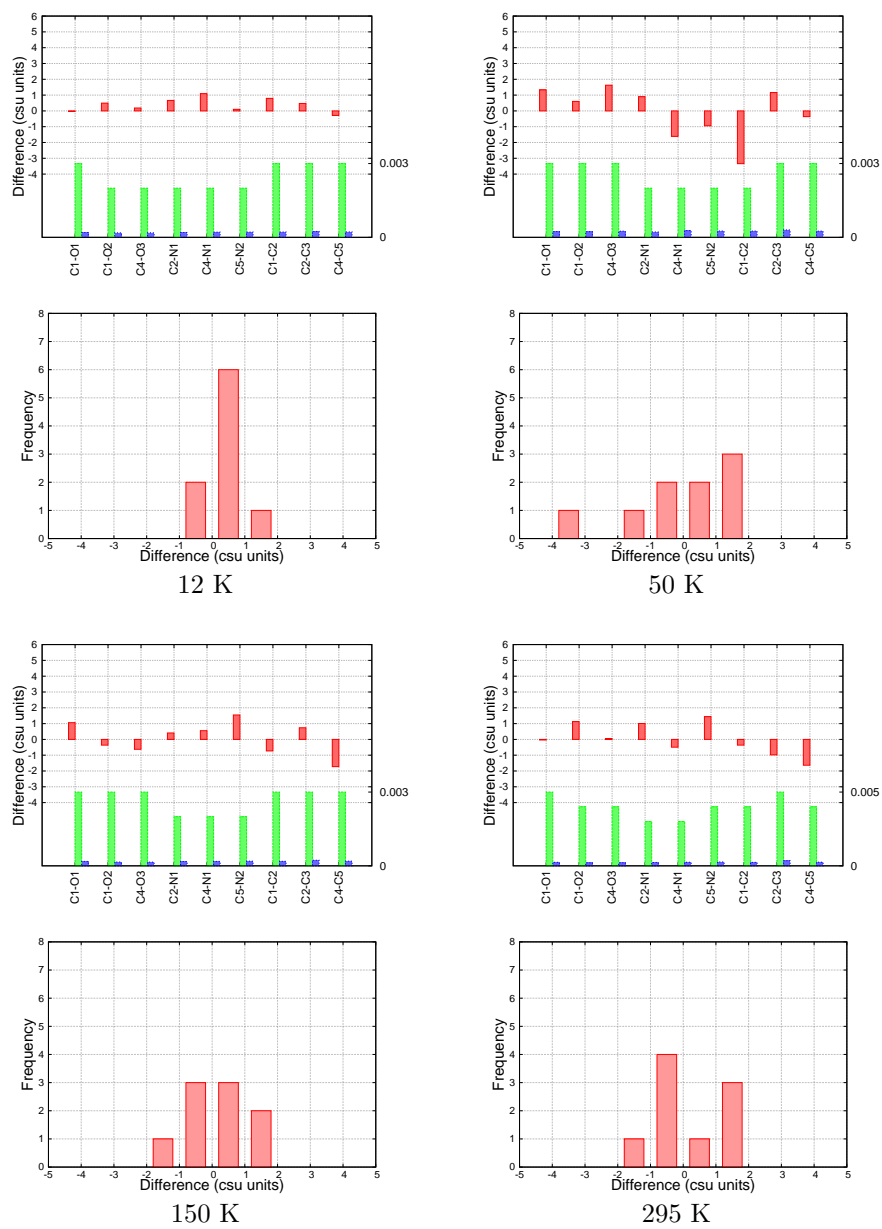 Difference (csu units)
6
5
4
3
2
1
0
-1
-2
-3
-4
0.003
0
C1-O1
C1-O2
C4-O3
C2-N1
C4-N1
C5-N2
C1-C2
C2-C3
C4-C5
Difference (csu units)
6
5
4
3
2
1
0
-1
-2
-3
-4
0.003
0
C1-O1
C1-O2
C4-O3
C2-N1
C4-N1
C5-N2
C1-C2
C2-C3
C4-C5
Frequency
8
7
6
5
4
3
2
1
0
-5 -4 -3 -2 -1 0 1 2 3 4 5
Difference (csu units)
12 K
Frequency
8
7
6
5
4
3
2
1
0
-5 -4 -3 -2 -1 0 1 2 3 4 5
Difference (csu units)
50 K
Difference (csu units)
6
5
4
3
2
1
0
-1
-2
-3
-4
0.003
0
C1-O1
C1-O2
C4-O3
C2-N1
C4-N1
C5-N2
C1-C2
C2-C3
C4-C5
Difference (csu units)
6
5
4
3
2
1
0
-1
-2
-3
-4
0.005
0
C1-O1
C1-O2
C4-O3
C2-N1
C4-N1
C5-N2
C1-C2
C2-C3
C4-C5
Frequency
8
7
6
5
4
3
2
1
0
-5 -4 -3 -2 -1 0 1 2 3 4 5
Difference (csu units)
150 K
Frequency
8
7
6
5
4
3
2
1
0
-5 -4 -3 -2 -1 0 1 2 3 4 5
Difference (csu units)
295 K